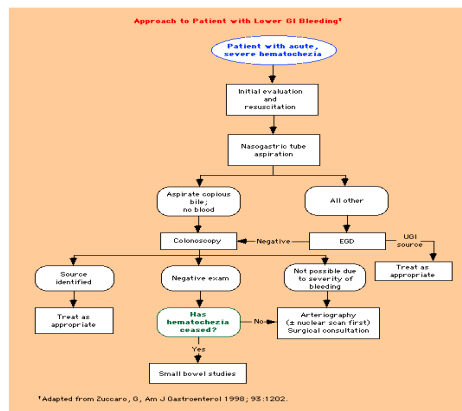 Approach to Patient with Lower GI Bleeding†.
Patient with acute,
severe hematochezia
Initial evaluation
and
resuscitation
Nasogastric tube
aspiration
Aspirate copious
bile;
no blood
All other
Colonoscopy
Negative
EGD
UGI
source
Treat as
appropriate
Source
identified
Negative exam
Not possible due
to severity of
bleeding
Treat as
appropriate
Has
hematochezia
ceased?
No
Arteriography
(± nuclear scan first)
Surgical consultation
Yes
Small bowel studies
†Adapted from Zuccaro, G, Am J Gastroenterol 1998; 93:1202.